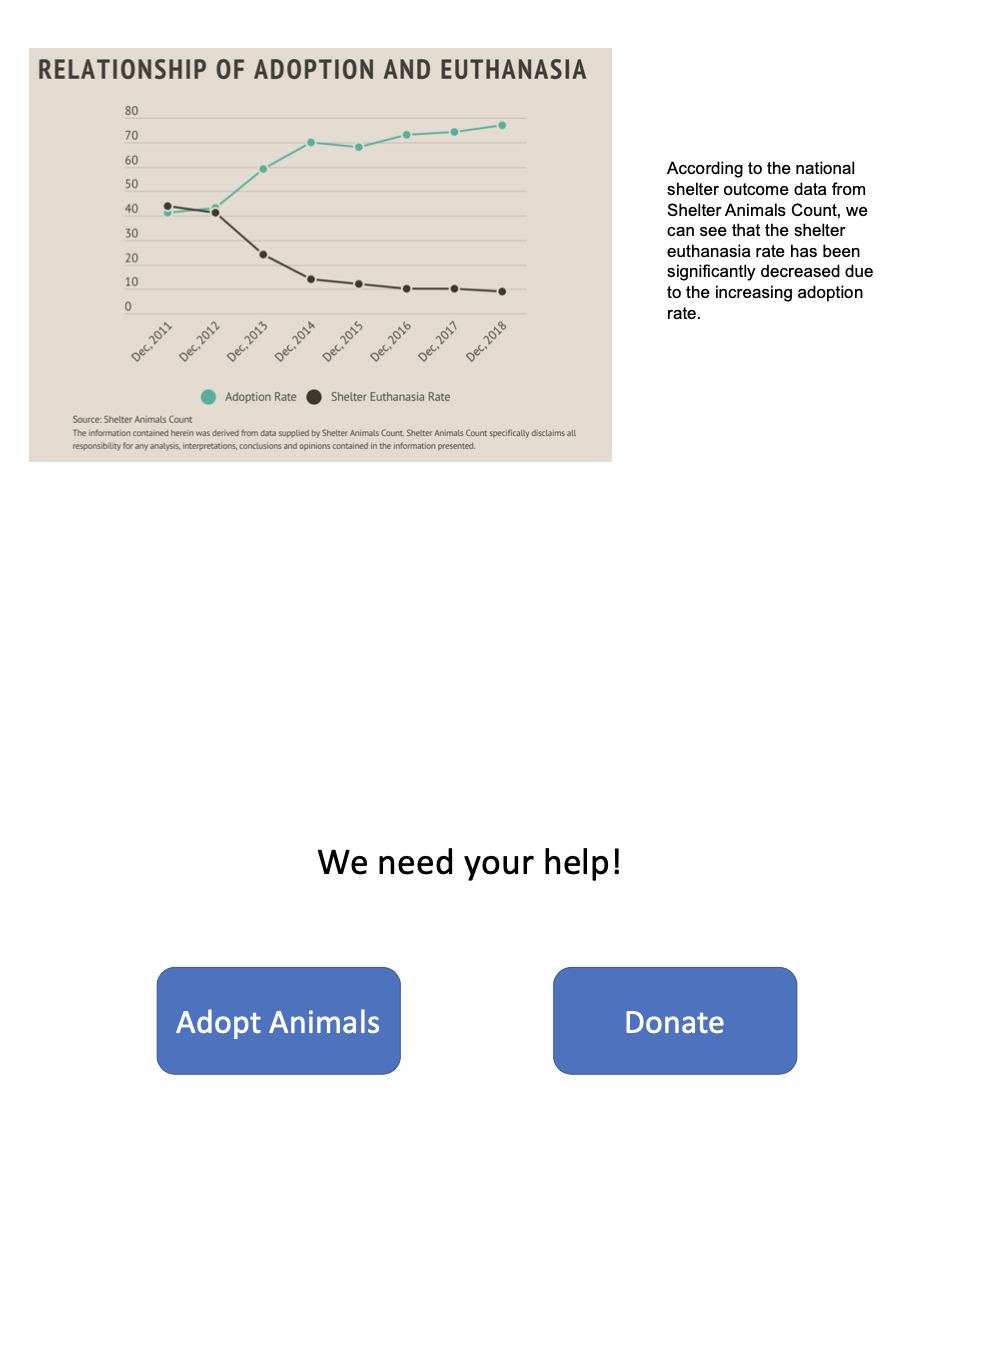 RELATIONSHIP OF ADOPTION AND EUTHANASIA
80
70
60
50
40
30
20
10
0
Dec, 2011
Dec, 2012
Dec, 2013
Dec, 2014
Dec, 2015
Dec, 2016
Dec, 2017
Dec, 2018
Adoption Rate
Shelter Euthanasia Rate
Source: Shelter Animals Count
The information contained herein was derived from data supplied by Shelter Animals Count. Shelter Animals Count specifically disclaims all
responsibility for any analysis, interpretations, conclusions and opinions contained in the information presented.
According to the national
shelter outcome data from
Shelter Animals Count, we
can see that the shelter
euthanasia rate has been
significantly decreased due
to the increasing adoption
rate.
We need your help!
Adopt Animals
Donate